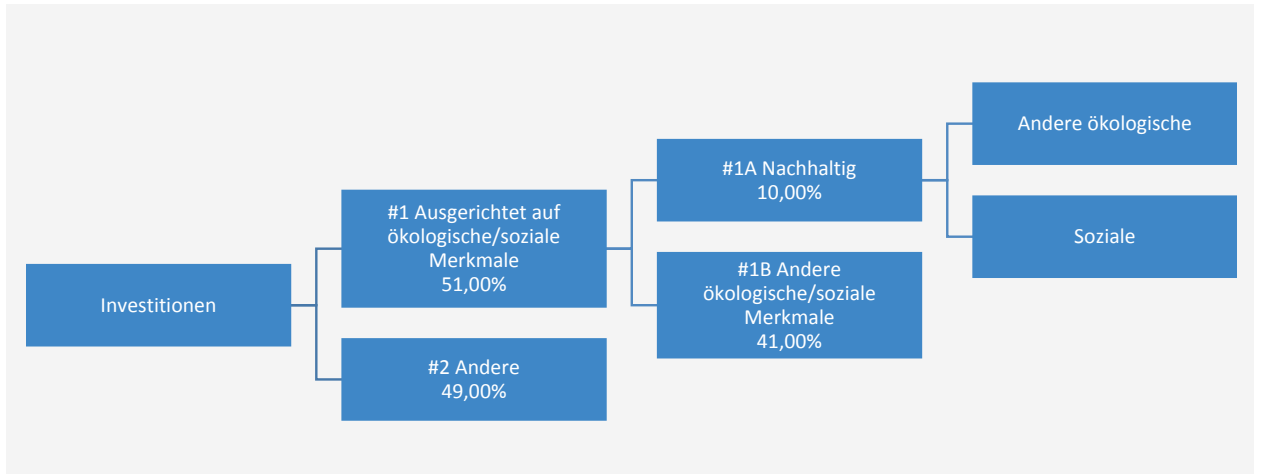 Investitionen
#1 Ausgerichtet auf
ökologische/soziale
Merkmale
51,00%
#2 Andere
49,00%
#1A Nachhaltig
10,00%
#1B Andere
ökologische/soziale
Merkmale
41,00%
Andere ökologische
Soziale